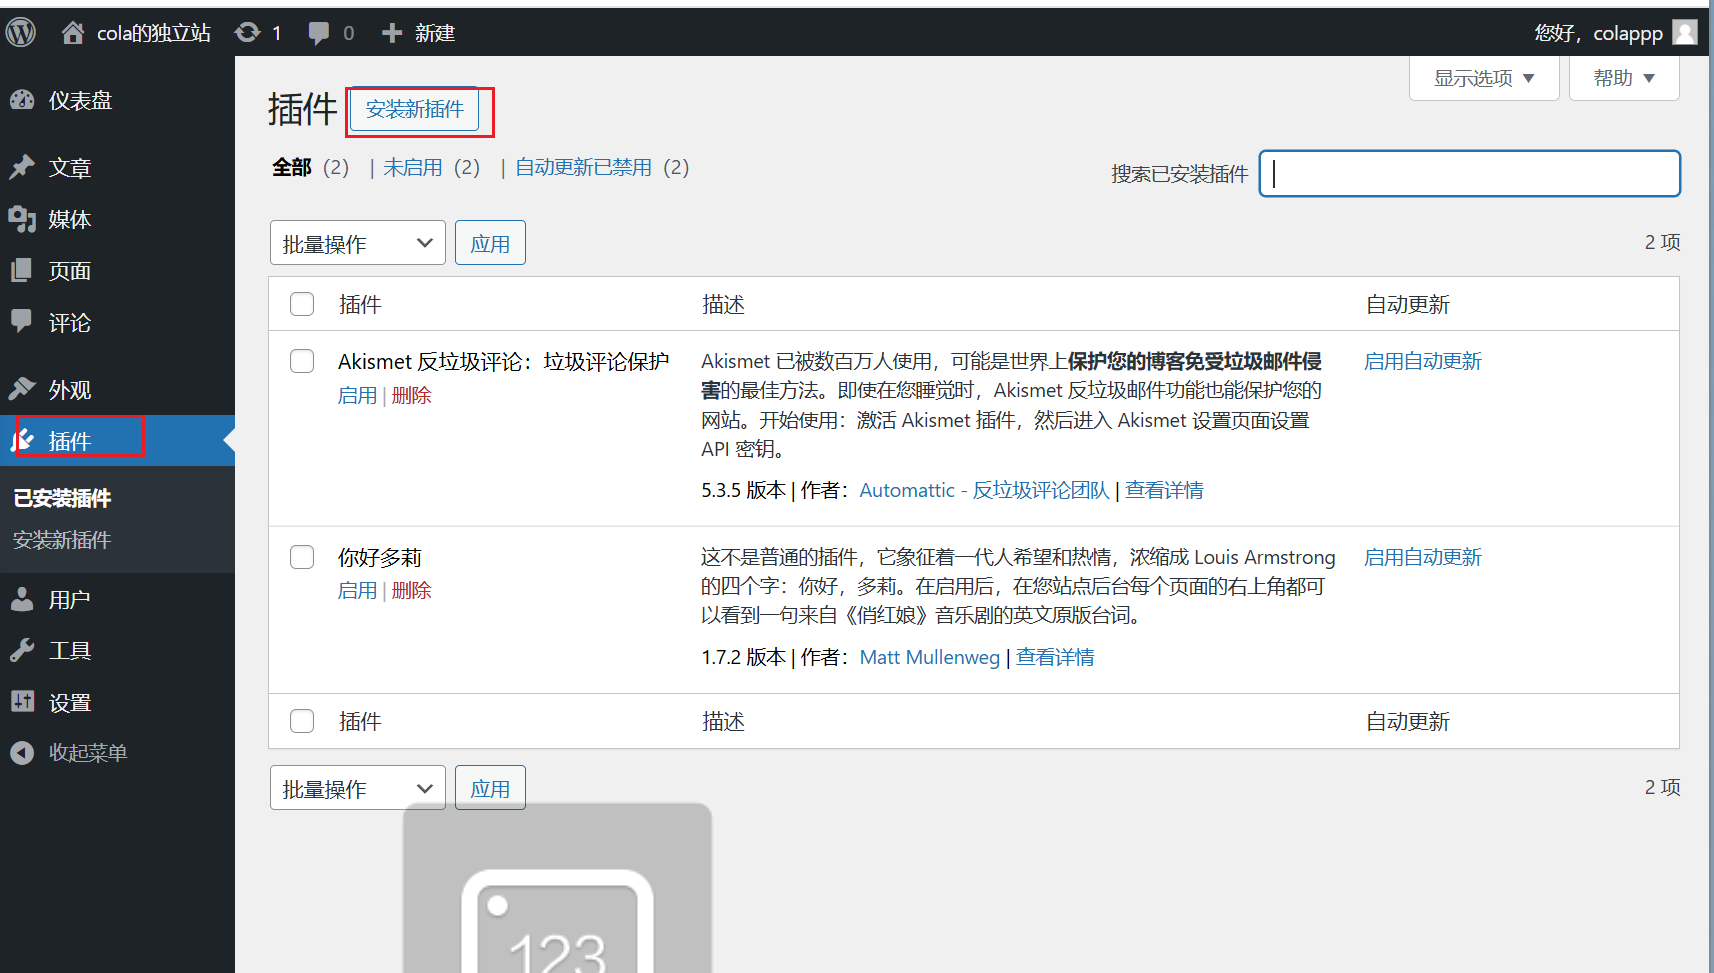 cola的独立站 1 0 新建 您好，colappp
显示选项 帮助
仪表盘
文章
媒体
页面
评论
外观
插件
已安装插件
安装新插件
用户
工具
设置
收起菜单
插件 安装新插件
全部 (2) | 未启用 (2) | 自动更新已禁用 (2)
搜索已安装插件
批量操作 应用 2 项
插件 描述 自动更新
Akismet 反垃圾评论：垃圾评论保护
启用 | 删除
Akismet 已被数百万人使用，可能是世界上保护您的博客免受垃圾邮件侵
害的最佳方法。即使在您睡觉时，Akismet 反垃圾邮件功能也能保护您的
网站。开始使用：激活 Akismet 插件，然后进入 Akismet 设置页面设置
API 密钥。
5.3.5 版本 | 作者：Automattic - 反垃圾评论团队 | 查看详情
启用自动更新
你好多莉
启用 | 删除
这不是普通的插件，它象征着一代人希望和热情，浓缩成 Louis Armstrong
的四个字：你好，多莉。在启用后，在您站点后台每个页面的右上角都可
以看到一句来自《俏红娘》音乐剧的英文原版台词。
1.7.2 版本 | 作者：Matt Mullenweg | 查看详情
启用自动更新
插件 描述 自动更新
批量操作 应用 2 项
123